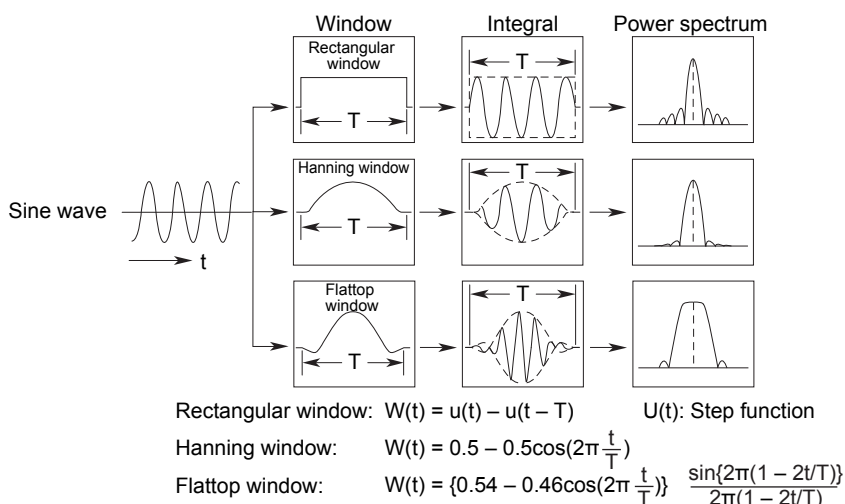 Window
Integral
Power spectrum
Rectangular
window
T
T
Hanning window
T
T
Sine wave
t
Flattop
window
T
T
Rectangular window: W(t) = u(t) – u(t – T) U(t): Step function
Hanning window: W(t) = 0.5 – 0.5cos(2π t/T)
Flattop window: W(t) = {0.54 – 0.46cos(2π t/T)} sin{2π(1 – 2t/T)}/2π(1 – 2t/T)